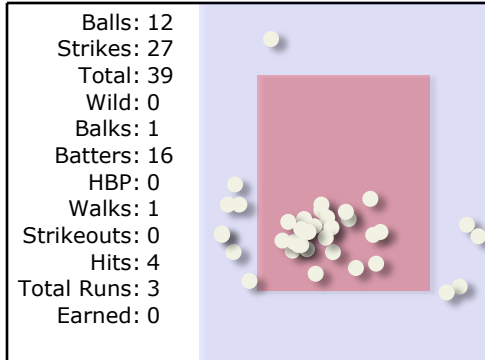 Balls: 12
Strikes: 27
Total: 39
Wild: 0
Balks: 1
Batters: 16
HBP: 0
Walks: 1
Strikeouts: 0
Hits: 4
Total Runs: 3
Earned: 0